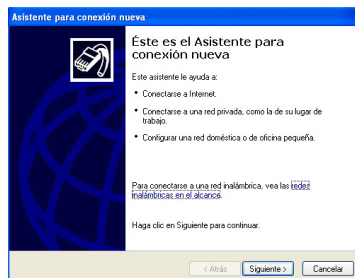 Asistente para conexión nueva
Éste es el Asistente para
conexión nueva
Este asistente le ayuda a:
• Conectarse a Internet.
• Conectarse a una red privada, como la de su lugar de
trabajo.
• Configurar una red doméstica o de oficina pequeña.
Para conectarse a una red inalámbrica, vea las redes
inalámbricas en el alcance.
Haga clic en Siguiente para continuar.
< Atrás Siguiente > Cancelar